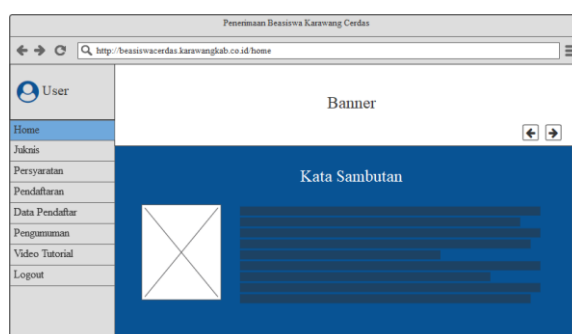 Penerimaan Beasiswa Karawang Cerdas
http://beasiswacerdas.karawangkab.co.id/home
User
Banner
Home
Juknis
Persyaratan
Pendaftaran
Data Pendaftar
Pengumuman
Video Tutorial
Logout
Kata Sambutan